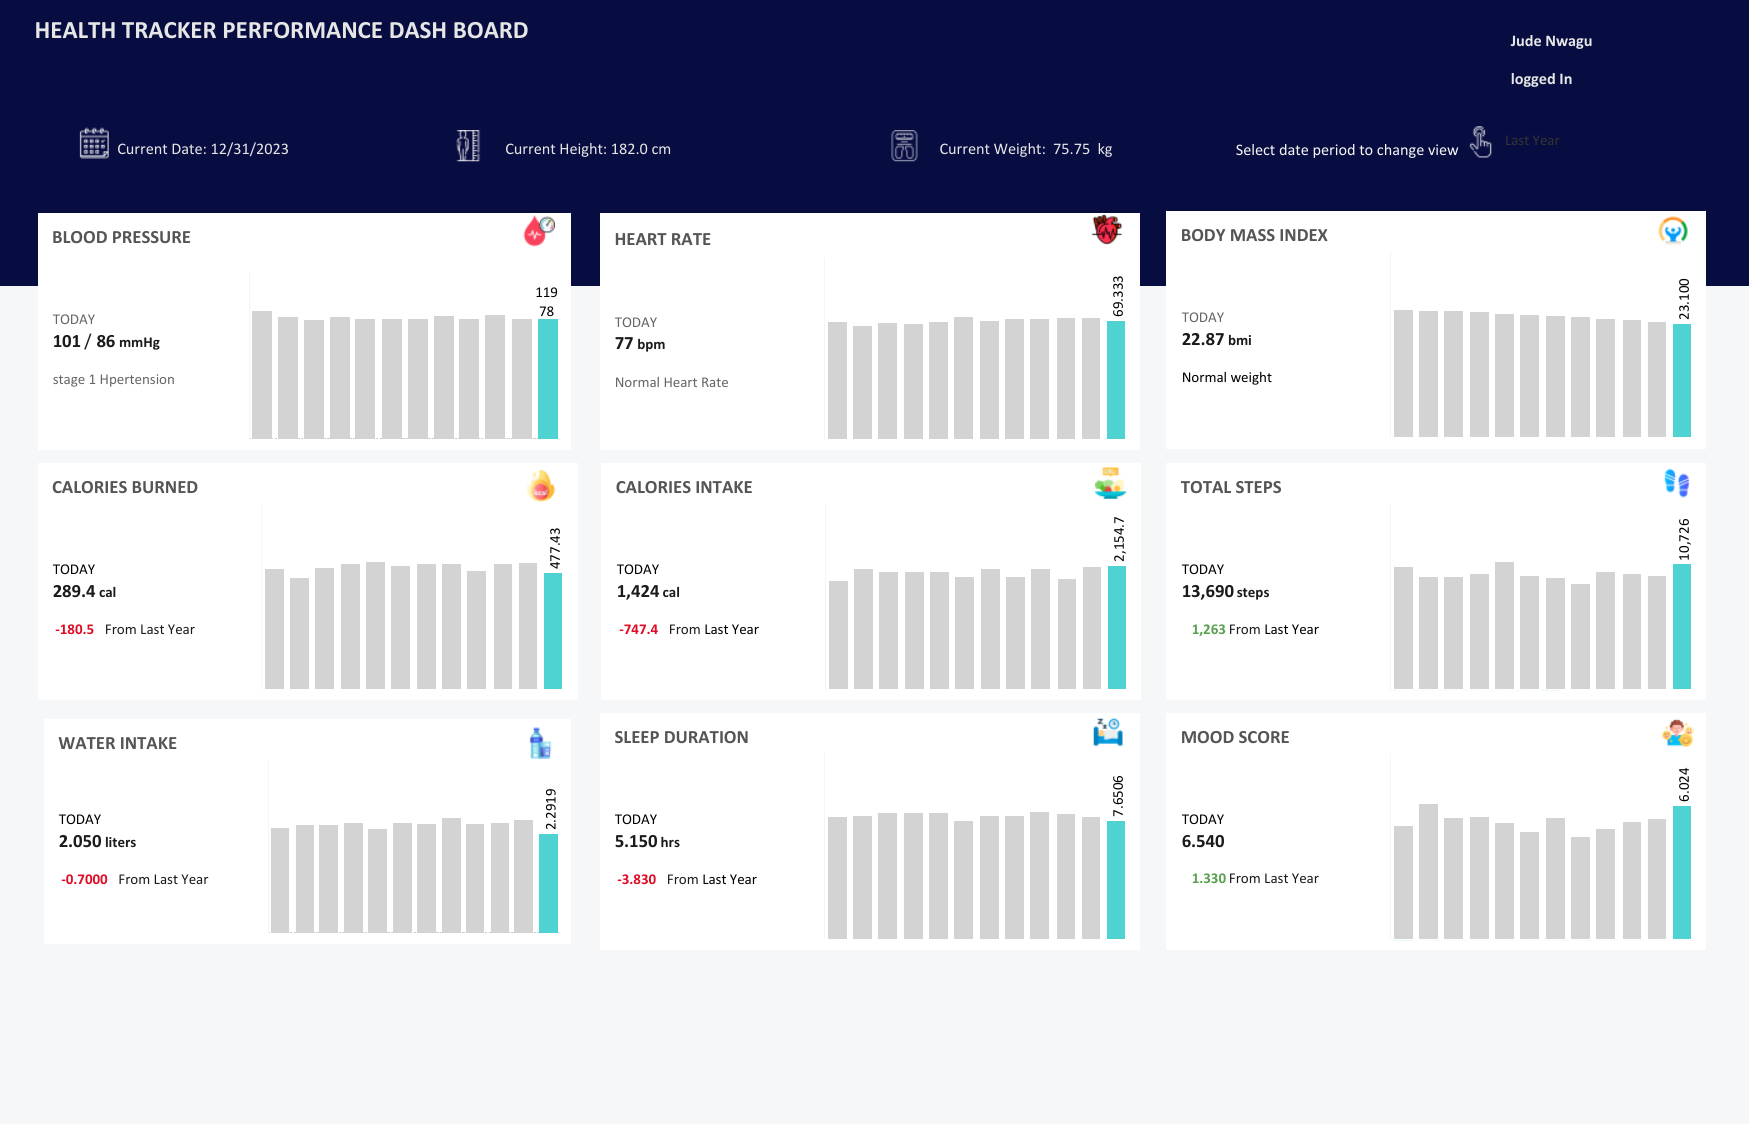 HEALTH TRACKER PERFORMANCE DASH BOARD
Jude Nwagu
logged In
Current Date: 12/31/2023
Current Height: 182.0 cm
Current Weight: 75.75 kg
Select date period to change view
Last Year
BLOOD PRESSURE
119
78
TODAY
101 / 86 mmHg
stage 1 Hpertension
HEART RATE
69.333
TODAY
77 bpm
Normal Heart Rate
BODY MASS INDEX
23.100
TODAY
22.87 bmi
Normal weight
CALORIES BURNED
477.43
TODAY
289.4 cal
-180.5 From Last Year
CALORIES INTAKE
2,154.7
TODAY
1,424 cal
-747.4 From Last Year
TOTAL STEPS
10,726
TODAY
13,690 steps
1,263 From Last Year
WATER INTAKE
2.2919
TODAY
2.050 liters
-0.7000 From Last Year
SLEEP DURATION
7.6506
TODAY
5.150 hrs
-3.830 From Last Year
MOOD SCORE
6.024
TODAY
6.540
1.330 From Last Year